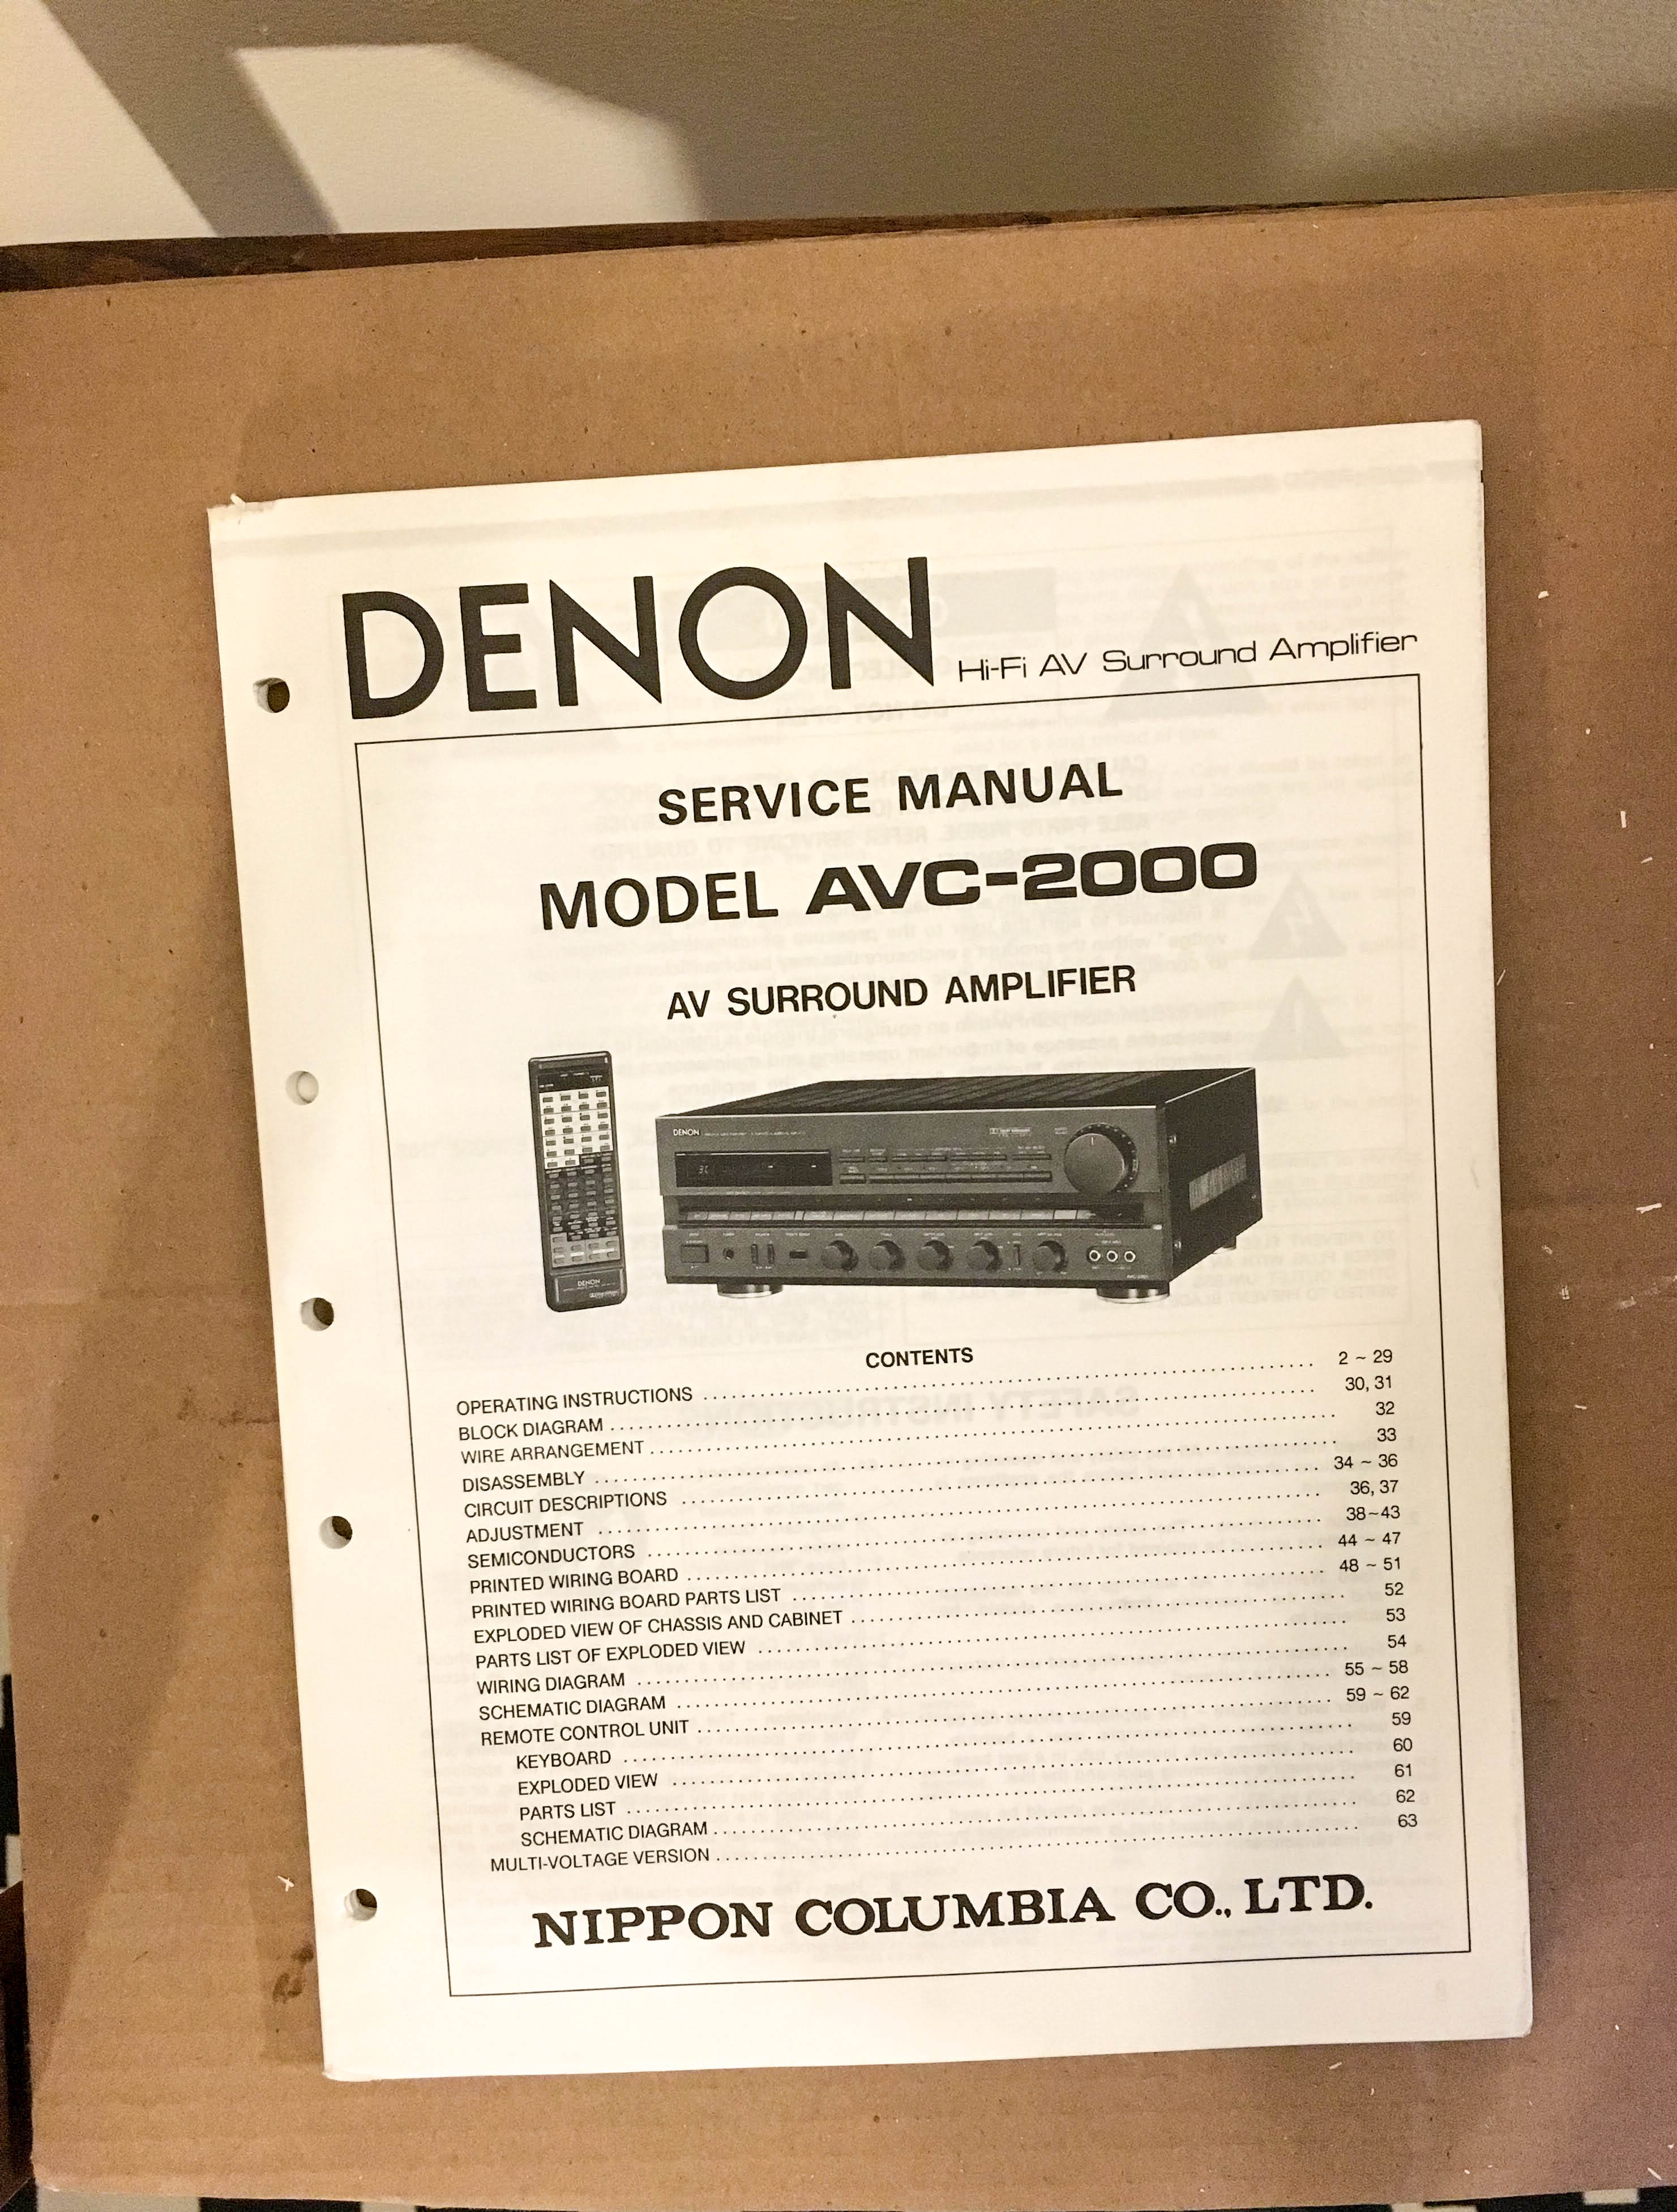 DENON Hi-Fi AV Surround Amplifier
SERVICE MANUAL
MODEL AVC-2000
AV SURROUND AMPLIFIER
DENON
DENON
CONTENTS
OPERATING INSTRUCTIONS ........ 2 ~ 29
BLOCK DIAGRAM ........ 30, 31
WIRE ARRANGEMENT ........ 32
DISASSEMBLY ........ 33
CIRCUIT DESCRIPTIONS ........ 34 ~ 36
ADJUSTMENT ........ 36, 37
SEMICONDUCTORS ........ 38~43
PRINTED WIRING BOARD ........ 44 ~ 47
PRINTED WIRING BOARD PARTS LIST ........ 48 ~ 51
EXPLODED VIEW OF CHASSIS AND CABINET ........ 52
PARTS LIST OF EXPLODED VIEW ........ 53
WIRING DIAGRAM ........ 54
SCHEMATIC DIAGRAM ........ 55 ~ 58
REMOTE CONTROL UNIT ........ 59 ~ 62
KEYBOARD ........ 59
EXPLODED VIEW ........ 60
PARTS LIST ........ 61
SCHEMATIC DIAGRAM ........ 62
MULTI-VOLTAGE VERSION ........ 63
NIPPON COLUMBIA CO., LTD.